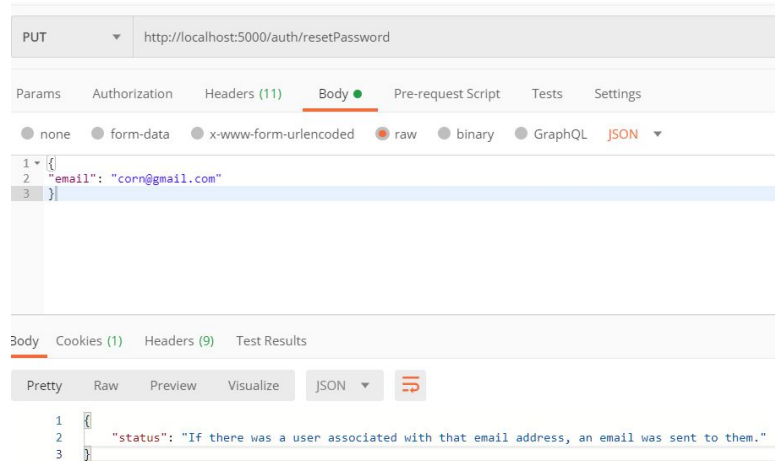 PUT http://localhost:5000/auth/resetPassword
Params Authorization Headers (11) Body Pre-request Script Tests Settings
none form-data x-www-form-urlencoded raw binary GraphQL JSON
1 {
2 "email": "corn@gmail.com"
3 }
Body Cookies (1) Headers (9) Test Results
Pretty Raw Preview Visualize JSON
1 {
2 "status": "If there was a user associated with that email address, an email was sent to them."
3 }